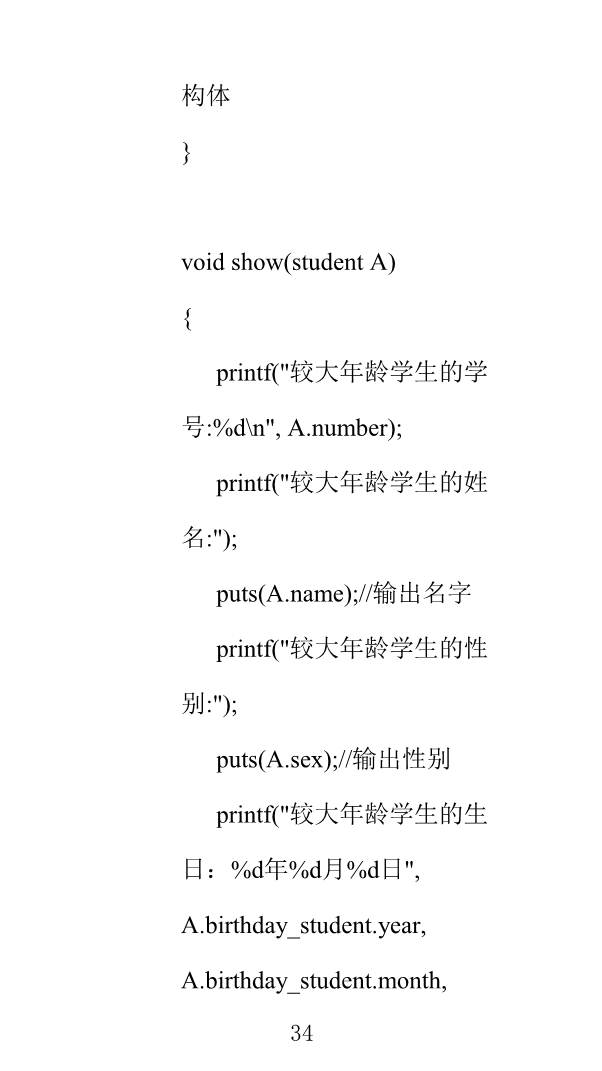 构体
}
void show(student A)
{
printf("较大年龄学生的学
号:%d\n", A.number);
printf("较大年龄学生的姓
名:");
puts(A.name);//输出名字
printf("较大年龄学生的性
别:");
puts(A.sex);//输出性别
printf("较大年龄学生的生
日：%d年%d月%d日",
A.birthday_student.year,
A.birthday_student.month,
34